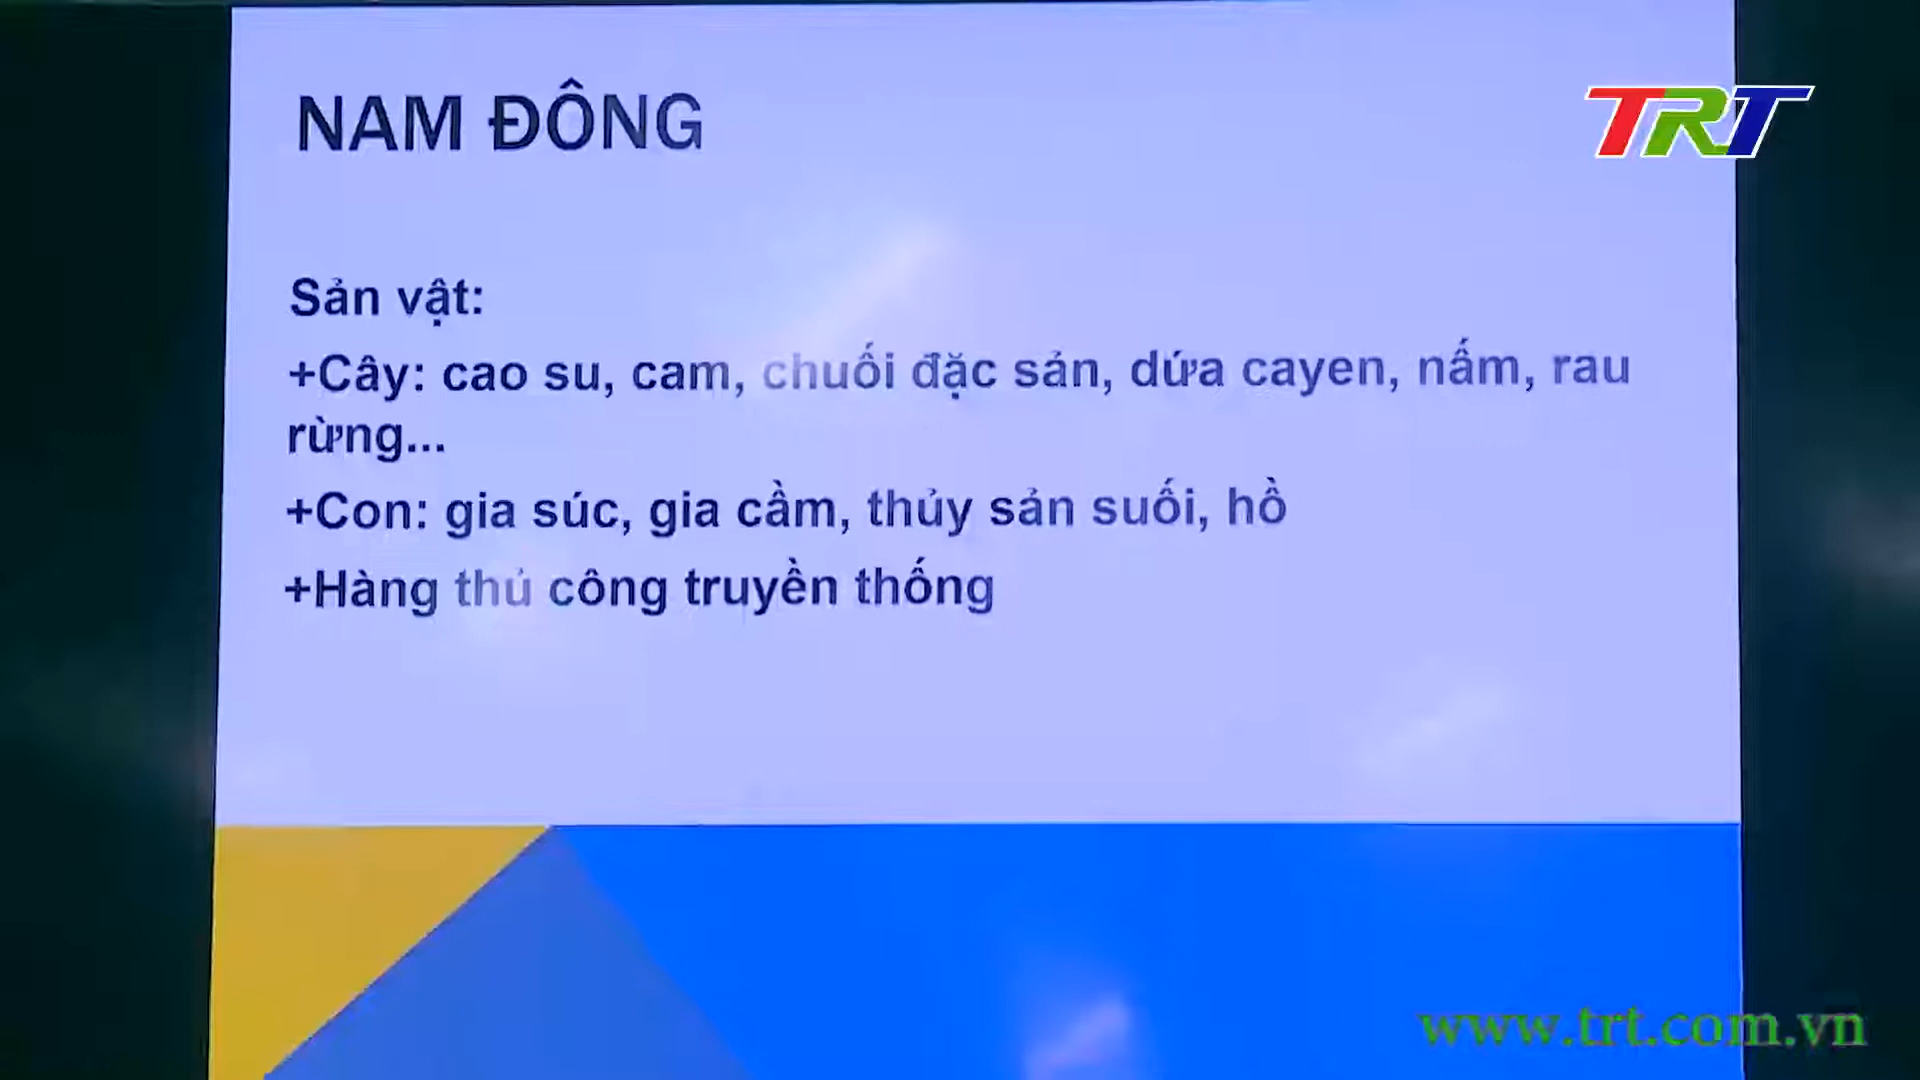 NAM ĐÔNG
TRT
Sản vật:
+Cây: cao su, cam, chuối đặc sản, dứa cayen, nấm, rau
rừng...
+Con: gia súc, gia cầm, thủy sản suối, hồ
+Hàng thủ công truyền thống
www.trt.com.vn